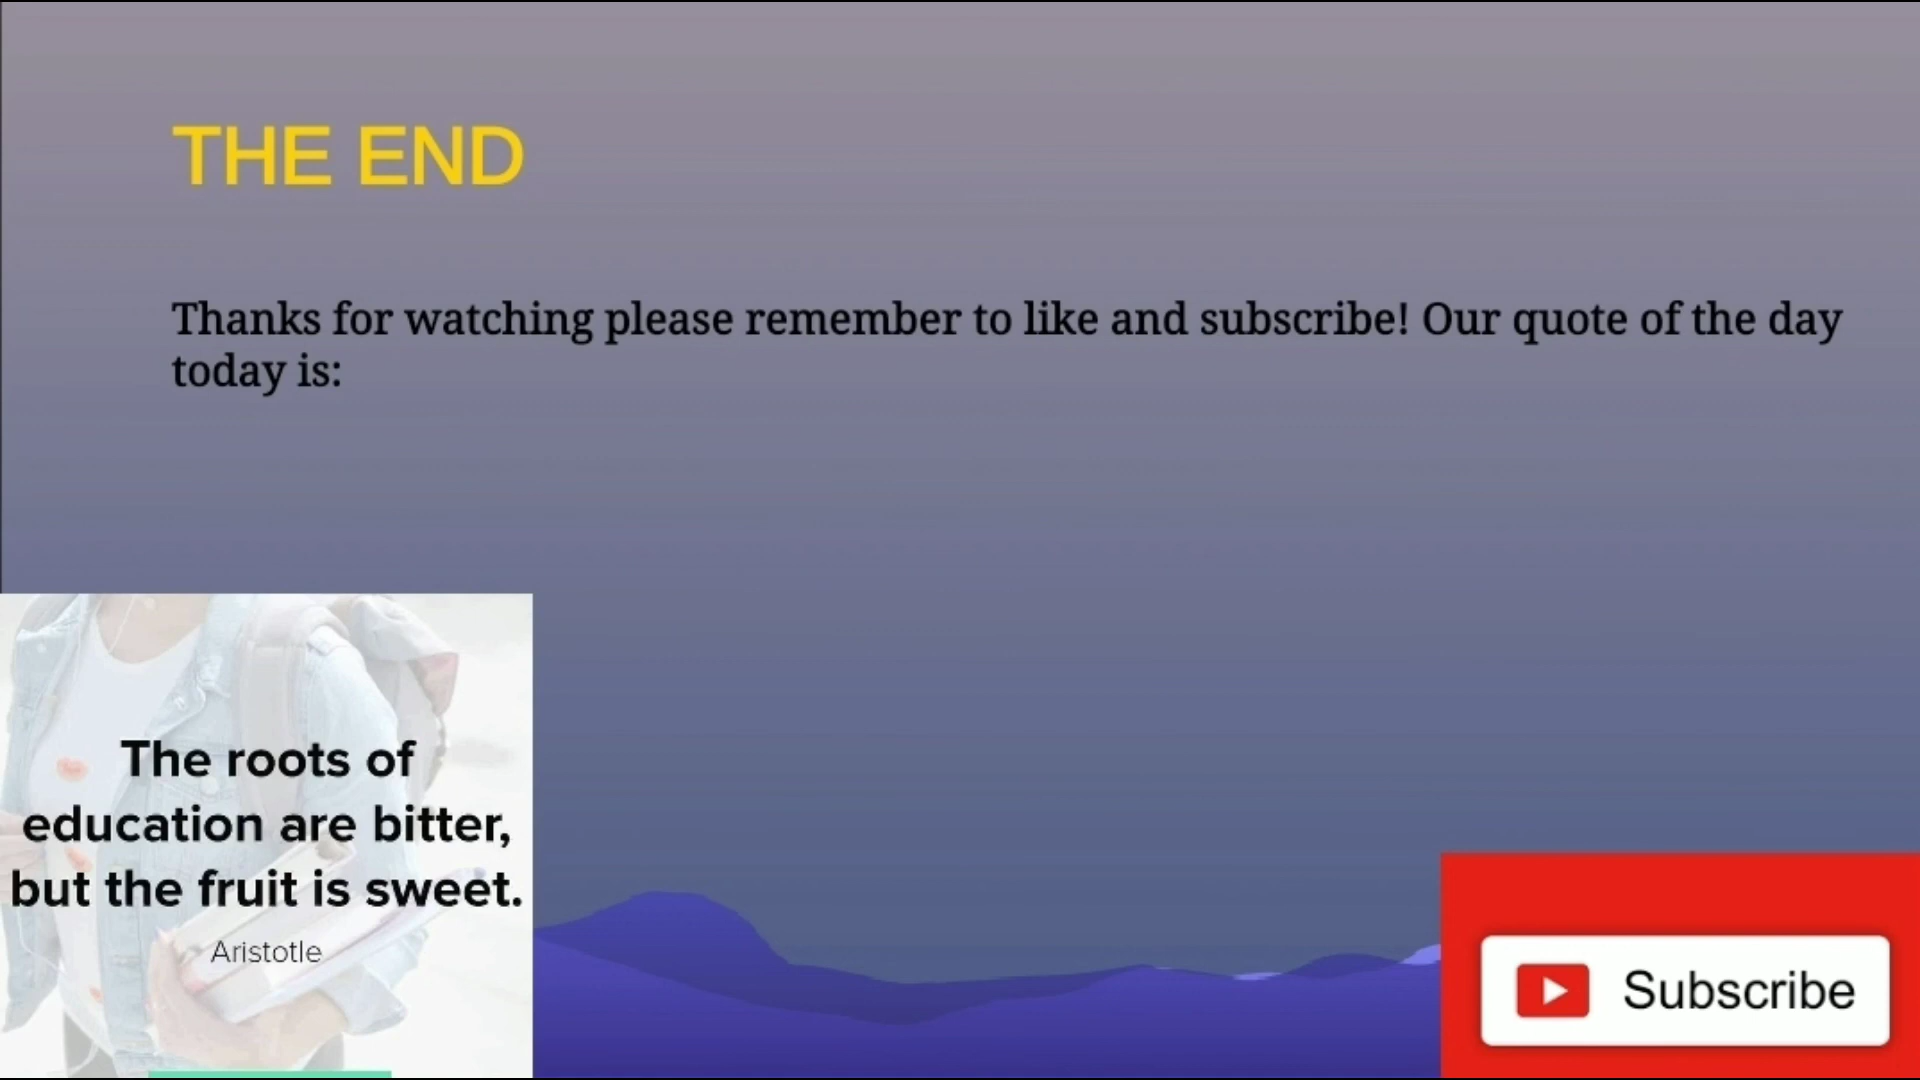 THE END
Thanks for watching please remember to like and subscribe! Our quote of the day
today is:
The roots of
education are bitter,
but the fruit is sweet.
Aristotle
Subscribe